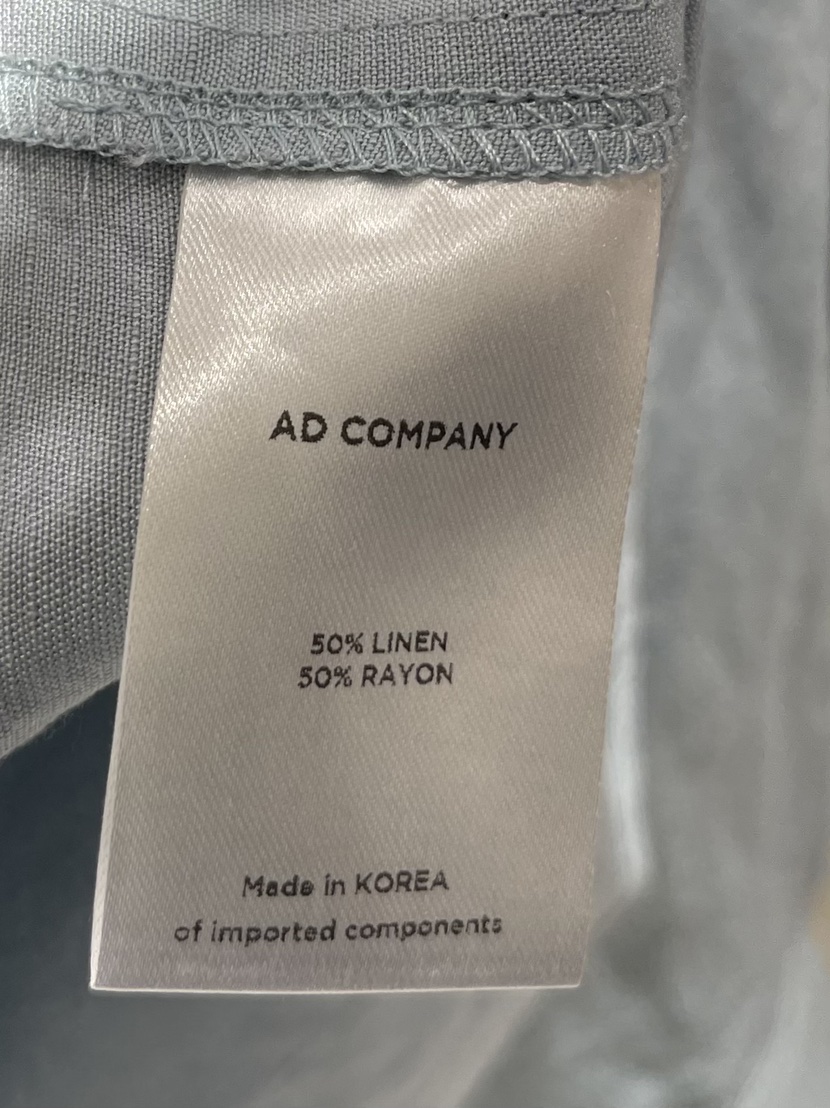 AD COMPANY
50% LINEN
50% RAYON
Made in KOREA
of imported components